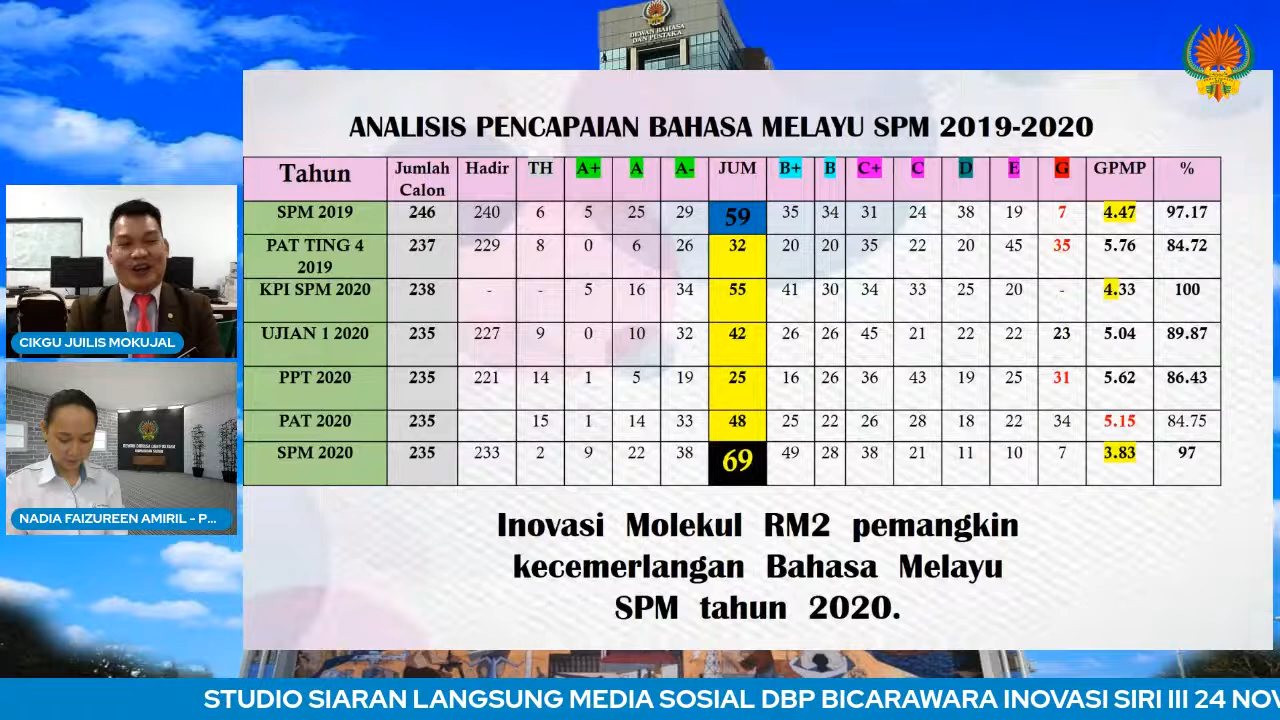 DEWAN BAHASA
DAN PUSTAKA
ANALISIS PENCAPAIAN BAHASA MELAYU SPM 2019-2020
Tahun Jumlah Calon Hadir TH A+ A A- JUM B+ B C+ C D E G GPMP %
SPM 2019 246 240 6 5 25 29 59 35 34 31 24 38 19 7 4.47 97.17
PAT TING 4 2019 237 229 8 0 6 26 32 20 20 35 22 20 45 35 5.76 84.72
KPI SPM 2020 238 - - 5 16 34 55 41 30 34 33 25 20 - 4.33 100
UJIAN 1 2020 235 227 9 0 10 32 42 26 26 45 21 22 22 23 5.04 89.87
PPT 2020 235 221 14 1 5 19 25 16 26 36 43 19 25 31 5.62 86.43
PAT 2020 235 15 1 14 33 48 25 22 26 28 18 22 34 5.15 84.75
SPM 2020 235 233 2 9 22 38 69 49 28 38 21 11 10 7 3.83 97
Inovasi Molekul RM2 pemangkin
kecemerlangan Bahasa Melayu
SPM tahun 2020.
CIKGU JUILIS MOKUJAL
NADIA FAIZUREEN AMIRIL - P...
STUDIO SIARAN LANGSUNG MEDIA SOSIAL DBP BICARAWARA INOVASI SIRI III 24 NOV